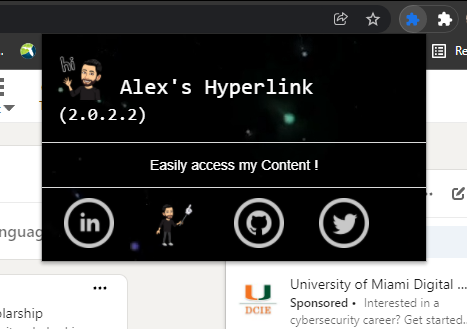 Re
hi
Alex's Hyperlink
(2.0.2.2)
Easily access my Content !
in
nguag
larship
U
DCIE
University of Miami Digital ...
Sponsored • Interested in a
cybersecurity career? Get started...